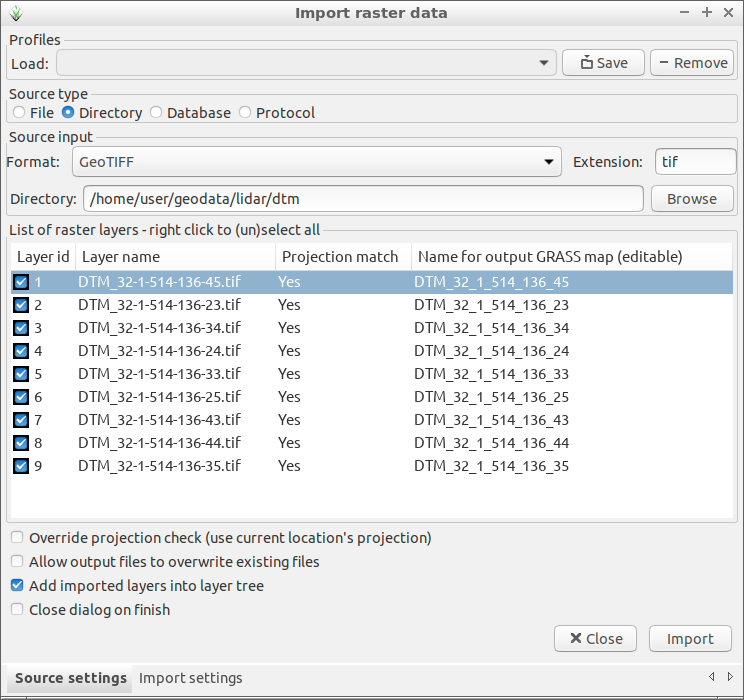 Import raster data
Profiles
Load: Save Remove
Source type
File Directory Database Protocol
Source input
Format: GeoTIFF Extension: tif
Directory: /home/user/geodata/lidar/dtm Browse
List of raster layers - right click to (un)select all
Layer id Layer name Projection match Name for output GRASS map (editable)
1 DTM_32-1-514-136-45.tif Yes DTM_32_1_514_136_45
2 DTM_32-1-514-136-23.tif Yes DTM_32_1_514_136_23
3 DTM_32-1-514-136-34.tif Yes DTM_32_1_514_136_34
4 DTM_32-1-514-136-24.tif Yes DTM_32_1_514_136_24
5 DTM_32-1-514-136-33.tif Yes DTM_32_1_514_136_33
6 DTM_32-1-514-136-25.tif Yes DTM_32_1_514_136_25
7 DTM_32-1-514-136-43.tif Yes DTM_32_1_514_136_43
8 DTM_32-1-514-136-44.tif Yes DTM_32_1_514_136_44
9 DTM_32-1-514-136-35.tif Yes DTM_32_1_514_136_35
Override projection check (use current location's projection)
Allow output files to overwrite existing files
Add imported layers into layer tree
Close dialog on finish
Close Import
Source settings Import settings